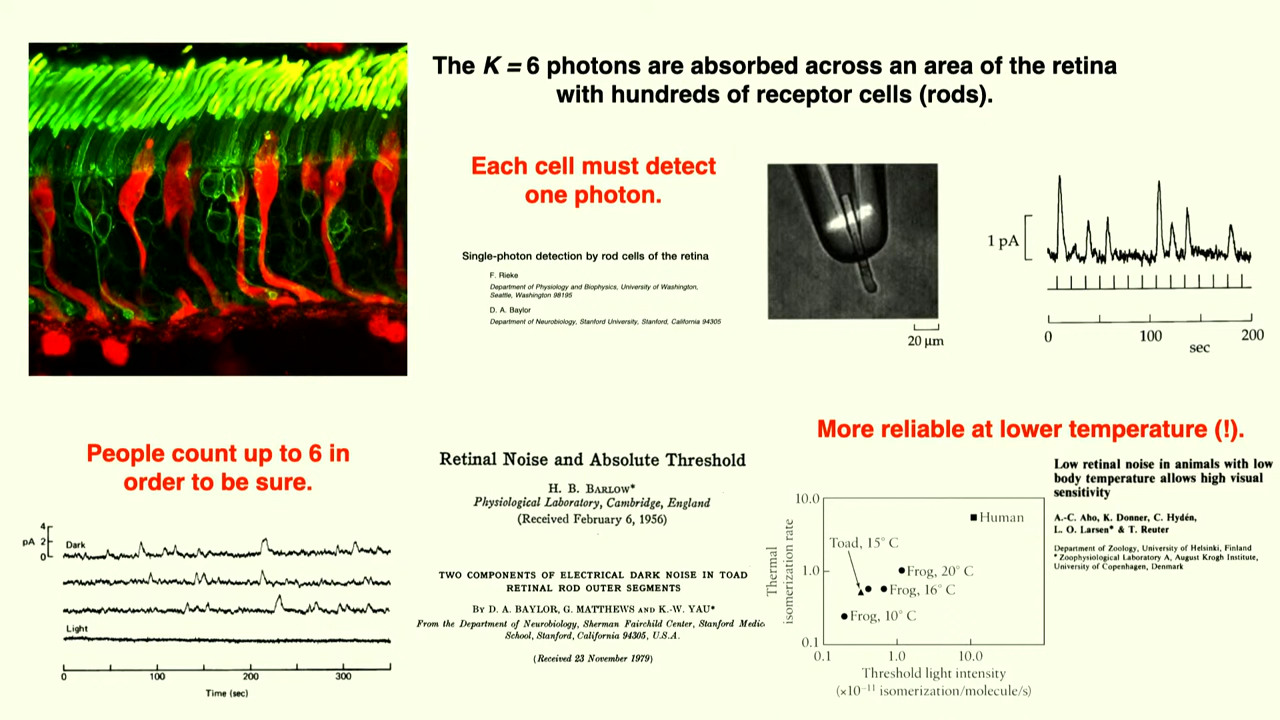 The K = 6 photons are absorbed across an area of the retina
with hundreds of receptor cells (rods).
Each cell must detect
one photon.
Single-photon detection by rod cells of the retina
F. Rieke
Department of Physiology and Biophysics, University of Washington,
Seattle, Washington 98195
D. A. Baylor
Department of Neurobiology, Stanford University, Stanford, California 94305
20 µm
1 pA
0 100 200
sec
People count up to 6 in
order to be sure.
4
pA 2
0
Dark
Light
0 100 200 300
Time (sec)
Retinal Noise and Absolute Threshold
H. B. BARLOW*
Physiological Laboratory, Cambridge, England
(Received February 6, 1956)
TWO COMPONENTS OF ELECTRICAL DARK NOISE IN TOAD
RETINAL ROD OUTER SEGMENTS
BY D. A. BAYLOR, G. MATTHEWS AND K.-W. YAU*
From the Department of Neurobiology, Sherman Fairchild Center, Stanford Medic
School, Stanford, California 94305, U.S.A.
(Received 23 November 1979)
More reliable at lower temperature (!).
10.0
1.0
0.1
Thermal
isomerization rate
Human
Toad, 15° C
Frog, 20° C
Frog, 16° C
Frog, 10° C
0.1 1.0 10.0
Threshold light intensity
(×10⁻¹¹ isomerization/molecule/s)
Low retinal noise in animals with low
body temperature allows high visual
sensitivity
A.-C. Aho, K. Donner, C. Hydén,
L. O. Larsen* & T. Reuter
Department of Zoology, University of Helsinki, Finland
* Zoophysiological Laboratory A, August Krogh Institute,
University of Copenhagen, Denmark